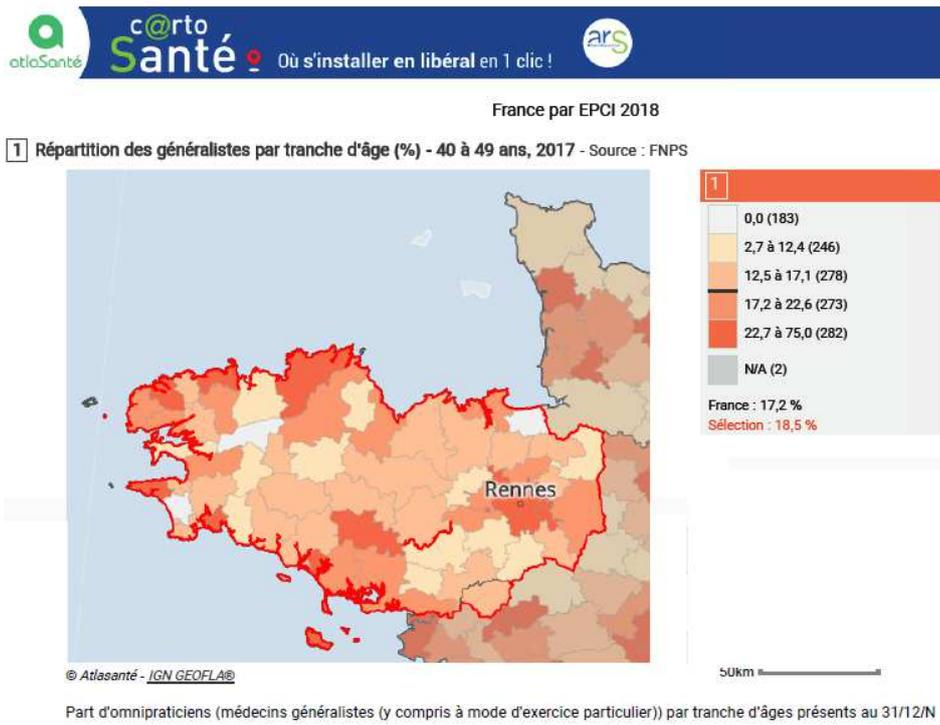 c@rto
Santé
atlaSanté
Où s'installer en libéral en 1 clic !
ars
France par EPCI 2018
1 Répartition des généralistes par tranche d'âge (%) - 40 à 49 ans, 2017 - Source : FNPS
1
0,0 (183)
2,7 à 12,4 (246)
12,5 à 17,1 (278)
17,2 à 22,6 (273)
22,7 à 75,0 (282)
N/A (2)
France : 17,2 %
Sélection : 18,5 %
Rennes
© Atlasanté - IGN GEOFLA®
50km
Part d'omnipraticiens (médecins généralistes (y compris à mode d'exercice particulier)) par tranche d'âges présents au 31/12/N